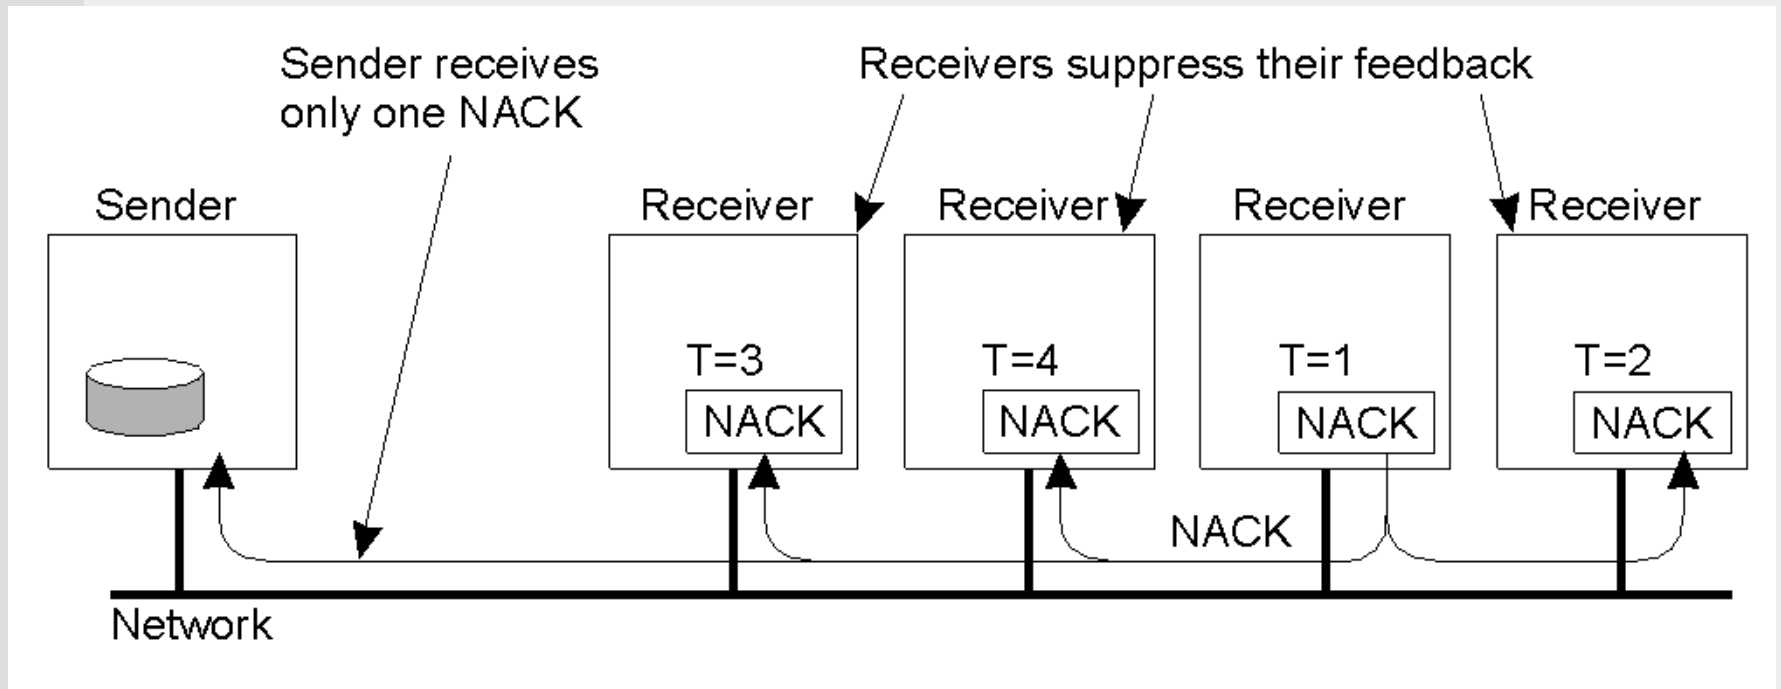 Sender receives
only one NACK
Receivers suppress their feedback
Sender
Receiver
Receiver
Receiver
Receiver
T=3
T=4
T=1
T=2
NACK
NACK
NACK
NACK
NACK
Network